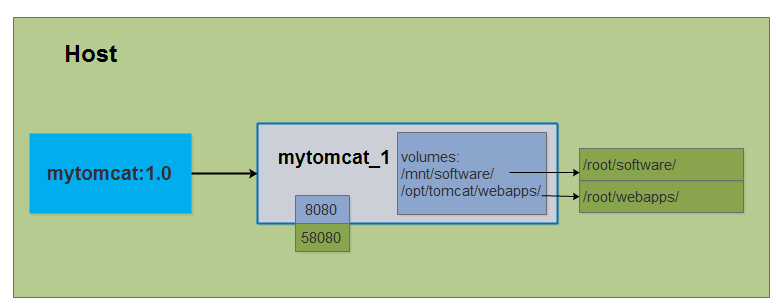 Host
mytomcat:1.0
mytomcat_1
volumes:
/mnt/software/
/opt/tomcat/webapps/
/root/software/
/root/webapps/
8080
58080